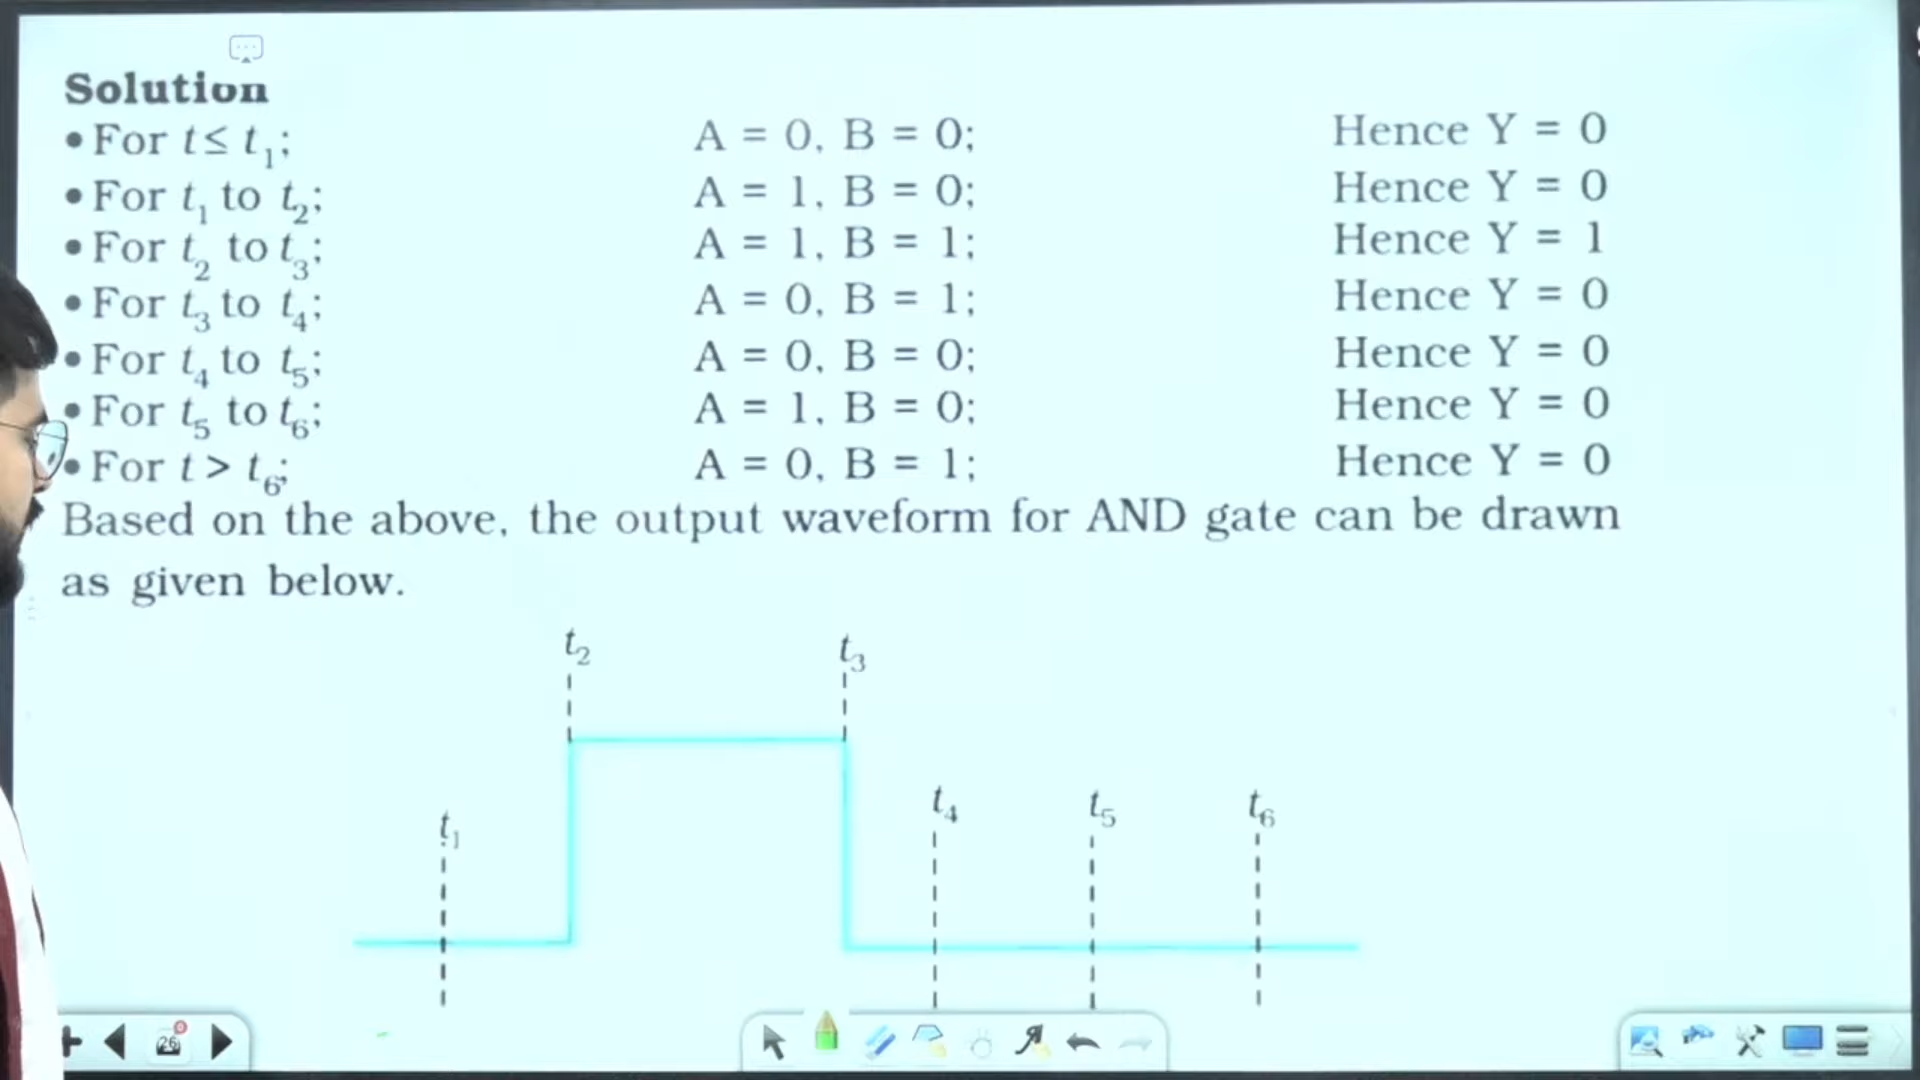 Solution
• For t ≤ t₁; A = 0, B = 0; Hence Y = 0
• For t₁ to t₂; A = 1, B = 0; Hence Y = 0
• For t₂ to t₃; A = 1, B = 1; Hence Y = 1
• For t₃ to t₄; A = 0, B = 1; Hence Y = 0
• For t₄ to t₅; A = 0, B = 0; Hence Y = 0
• For t₅ to t₆; A = 1, B = 0; Hence Y = 0
• For t > t₆; A = 0, B = 1; Hence Y = 0
Based on the above, the output waveform for AND gate can be drawn
as given below.
t₂ t₃
t₁ t₄ t₅ t₆
26 0